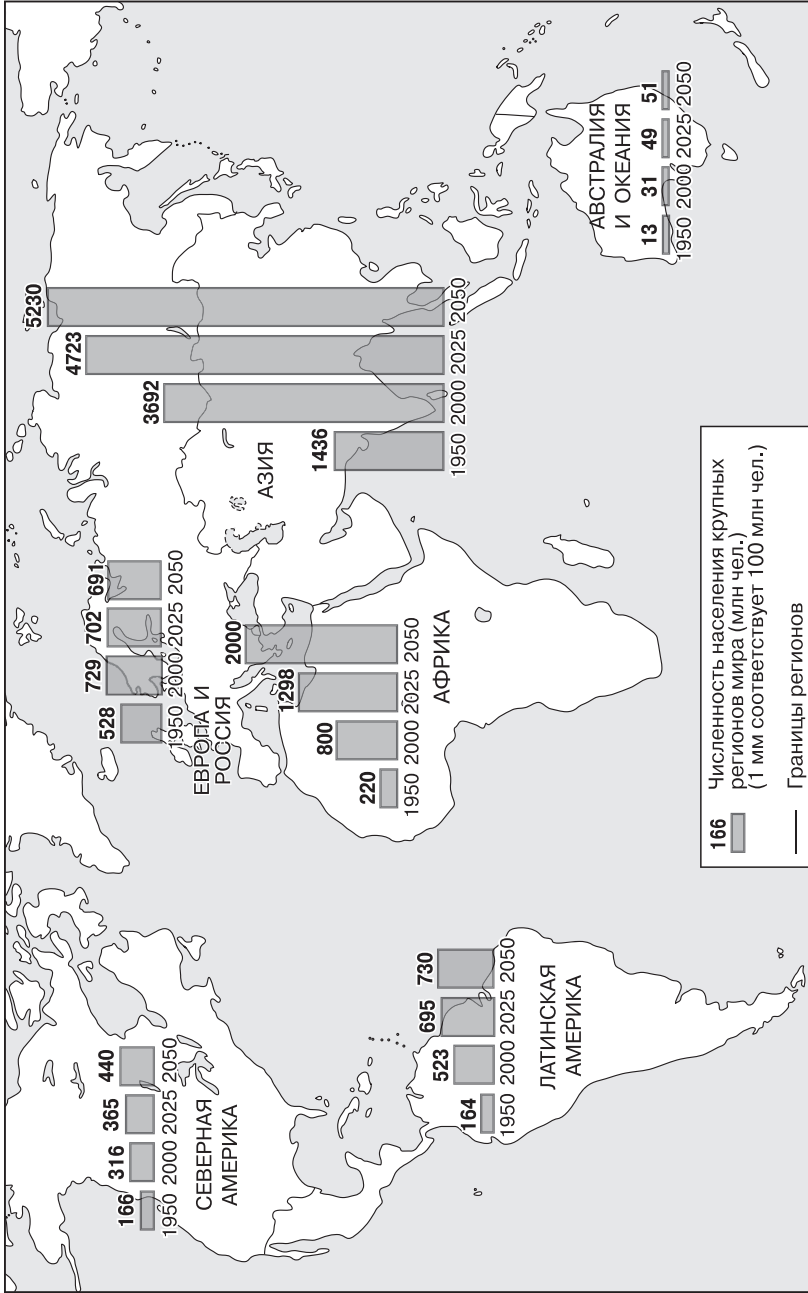 166 316 365 440
1950 2000 2025 2050
СЕВЕРНАЯ
АМЕРИКА
528 729 702 691
1950 2000 2025 2050
ЕВРОПА И
РОССИЯ
1436 3692 4723 5230
1950 2000 2025 2050
АЗИЯ
220 800 1298 2000
1950 2000 2025 2050
АФРИКА
164 523 695 730
1950 2000 2025 2050
ЛАТИНСКАЯ
АМЕРИКА
АВСТРАЛИЯ
И ОКЕАНИЯ
13 31 49 51
1950 2000 2025 2050
166 Численность населения крупных
регионов мира (млн чел.)
(1 мм соответствует 100 млн чел.)
Границы регионов